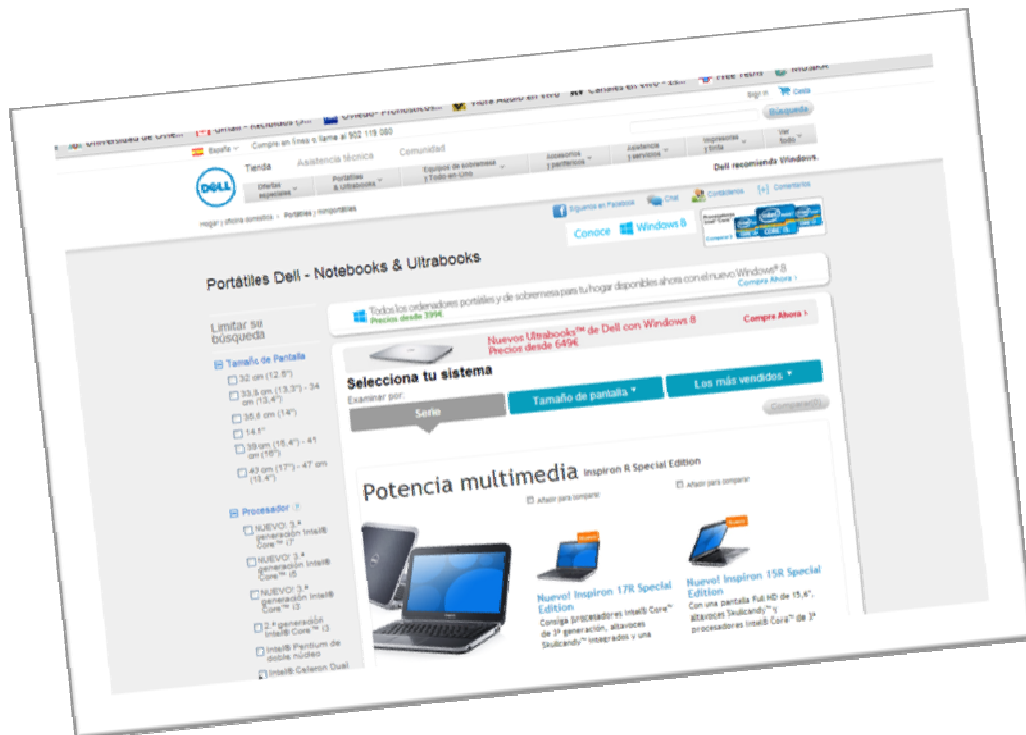 Sign in Cesta
España Compre en línea o llame al 902 119 080
Búsqueda
DELL
Tienda Asistencia técnica Comunidad
Ofertas especiales
Portátiles & Ultrabooks
Equipos de sobremesa y Todo en Uno
Accesorios y periféricos
Asistencia y servicios
Impresoras y tinta
Ver todo
Dell recomienda Windows.
Portátiles y miniportátiles
Síguenos en Facebook Chat Contáctenos [+] Comentarios
Conoce Windows 8
Portátiles Dell - Notebooks & Ultrabooks
Todos los ordenadores portátiles y de sobremesa para tu hogar disponibles ahora con el nuevo Windows® 8
Precios desde 399€
Compra Ahora ›
Nuevos Ultrabooks™ de Dell con Windows 8
Precios desde 649€
Compra Ahora ›
Limitar su
búsqueda
Tamaño de Pantalla
32 cm (12.5")
33,8 cm (13,3") - 34
cm (13,4")
35,6 cm (14")
14.1"
39 cm (15,4") - 41
cm (16")
43 cm (17") - 47 cm
(18,4")
Procesador
NUEVO! 3.ª
generación Intel®
Core™ i7
NUEVO! 3.ª
generación Intel®
Core™ i5
NUEVO! 3.ª
generación Intel®
Core™ i3
2.ª generación
Intel® Core™ i3
Intel® Pentium de
doble núcleo
Intel® Celeron Dual
Selecciona tu sistema
Examinar por:
Serie
Tamaño de pantalla
Los más vendidos
Compare
Potencia multimedia Inspiron R Special Edition
Añadir para comparar
Nuevo
Nuevo! Inspiron 17R Special
Edition
Consiga procesadores Intel® Core™
de 3ª generación, altavoces
Skullcandy™ integrados y una
Añadir para comparar
Nuevo
Nuevo! Inspiron 15R Special
Edition
Con una pantalla Full HD de 15,6",
altavoces Skullcandy™ y
procesadores Intel® Core™ de 3ª